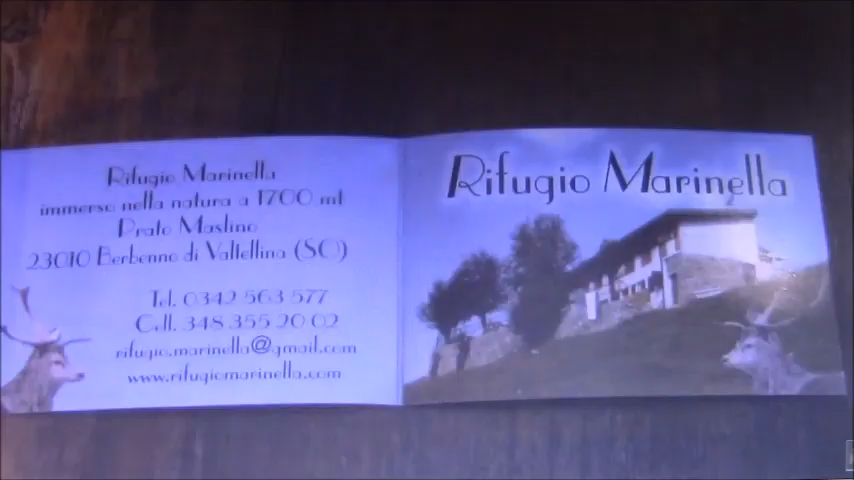 Rifugio Marinella
immerso nella natura a 1700 mt
Prato Maslino
23010 Berbenno di Valtellina (SO)
Tel. 0342 563 577
Cell. 348 355 20 02
rifugio.marinella@gmail.com
www.rifugiomarinella.com
Rifugio Marinella